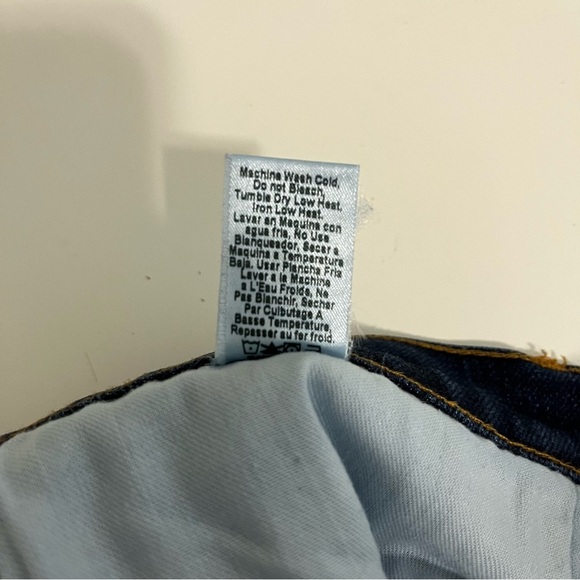 Machine Wash Cold,
Do not Bleach,
Tumble Dry Low Heat,
Iron Low Heat.
Lavar en Maquina con
agua fria, No Usa
Blanqueador, Secar a
Maquina a Temperatura
Baja, Usar Plancha Fria
Laver a la Machine
a L'Eau Froide, Ne
Pas Blanchir, Sechar
Par Culbutage A
Basse Temperature,
Repasser au fer froid.